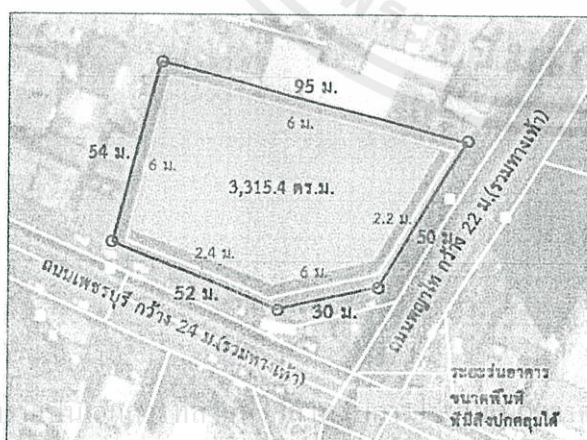 95 ม.
6 ม.
54 ม.
6 ม.
3,315.4 ตร.ม.
2.2 ม.
50 ม.
2.4 ม.
6 ม.
52 ม.
30 ม.
ถนนเพชรบุรี กว้าง 24 ม.(รวมทางเท้า)
ถนนพญาไท กว้าง 22 ม.(รวมทางเท้า)
ระยะร่นอาคาร
ขนาดพื้นที่
ที่มีสิ่งปกคลุมได้